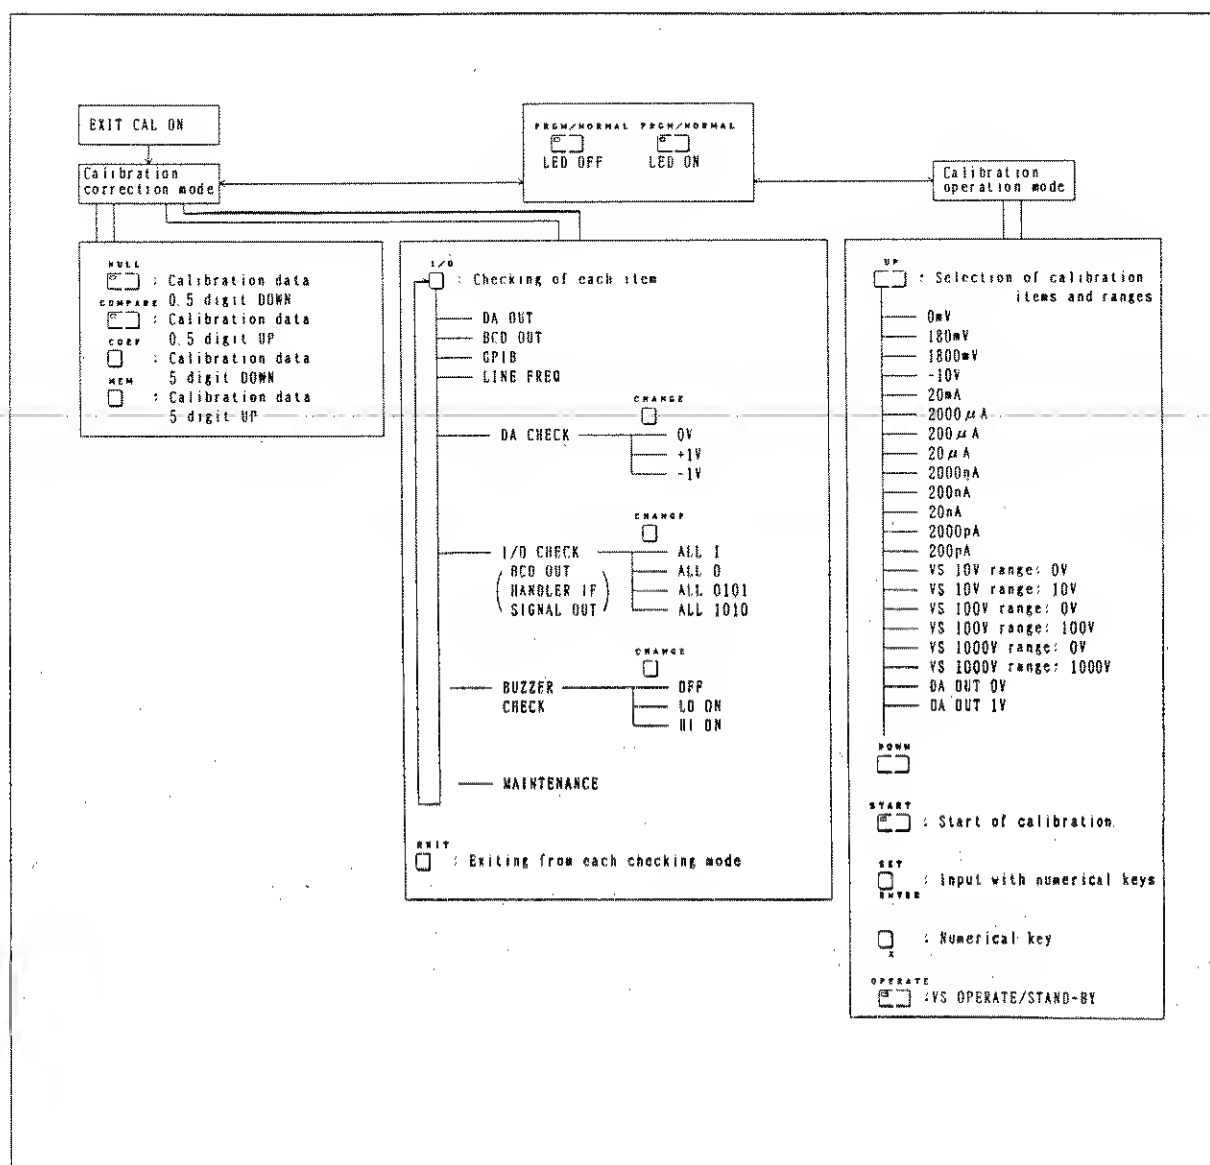 EXIT CAL ON
PRGM/NORMAL PRGM/NORMAL
LED OFF LED ON
Calibration
correction mode
Calibration
operation mode
NULL
: Calibration data
0.5 digit DOWN
COMPARE
: Calibration data
0.5 digit UP
: Calibration data
5 digit DOWN
MEM
: Calibration data
5 digit UP
I/O
: Checking of each item
DA OUT
BCD OUT
GPIB
LINE FREQ
CHANGE
DA CHECK
0V
+1V
-1V
CHANGE
I/O CHECK
BCD OUT
HANDLER IF
SIGNAL OUT
ALL 1
ALL 0
ALL 0101
ALL 1010
CHANGE
BUZZER
CHECK
OFF
LO ON
HI ON
MAINTENANCE
EXIT
: Exiting from each checking mode
UP
: Selection of calibration
items and ranges
0mV
180mV
1800mV
-10V
20mA
2000μA
200μA
20μA
2000nA
200nA
20nA
2000pA
200pA
VS 10V range: 0V
VS 10V range: 10V
VS 100V range: 0V
VS 100V range: 100V
VS 1000V range: 0V
VS 1000V range: 1000V
DA OUT 0V
DA OUT 1V
DOWN
START
: Start of calibration
SET
: Input with numerical keys
ENTER
: Numerical key
x
OPERATE
:VS OPERATE/STAND-BY